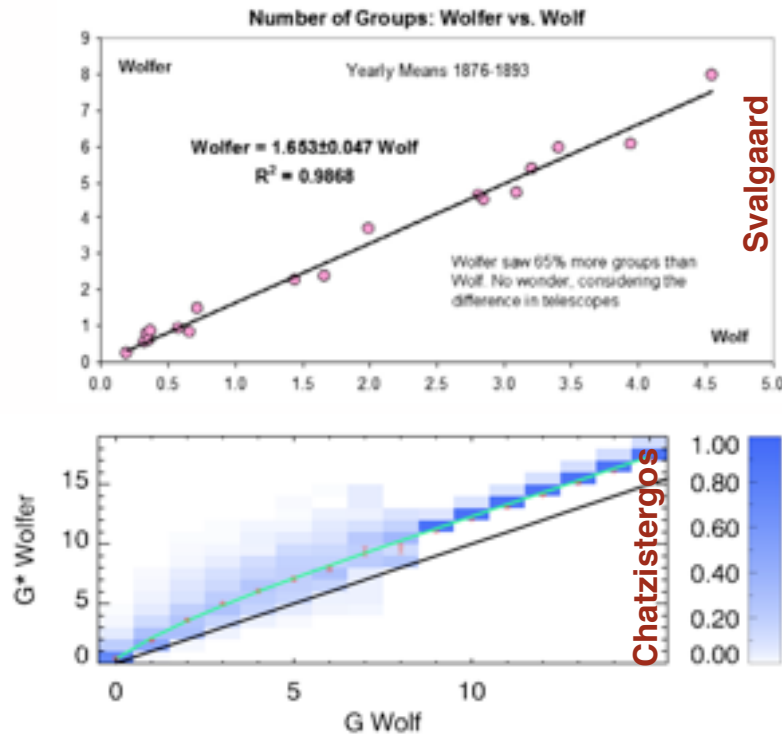 Number of Groups: Wolfer vs. Wolf
9
8
7
6
5
4
3
2
1
0
Wolfer
Yearly Means 1876-1893
Wolfer = 1.653±0.047 Wolf
R² = 0.9868
Wolfer saw 65% more groups than
Wolf. No wonder, considering the
difference in telescopes
Wolf
0.0 0.5 1.0 1.5 2.0 2.5 3.0 3.5 4.0 4.5 5.0
Svalgaard
G* Wolfer
15
10
5
0
0 5 10
G Wolf
Chatzistergos
1.00
0.80
0.60
0.40
0.20
0.00